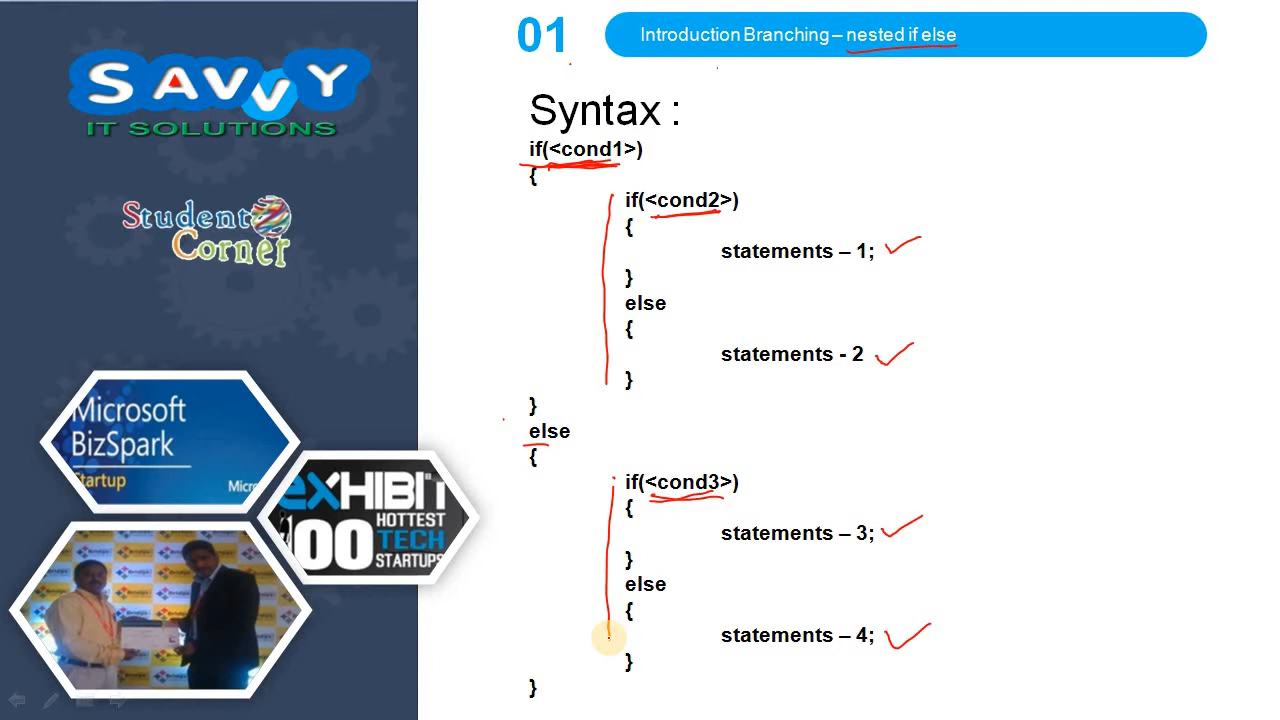 SAVVY
IT SOLUTIONS
Student
Corner
Microsoft
BizSpark
Startup
Micro
eXHIBIT
100 HOTTEST
TECH
STARTUPS
01
Introduction Branching – nested if else
Syntax :
if(<cond1>)
{
if(<cond2>)
{
statements – 1;
}
else
{
statements - 2
}
}
else
{
if(<cond3>)
{
statements – 3;
}
else
{
statements – 4;
}
}